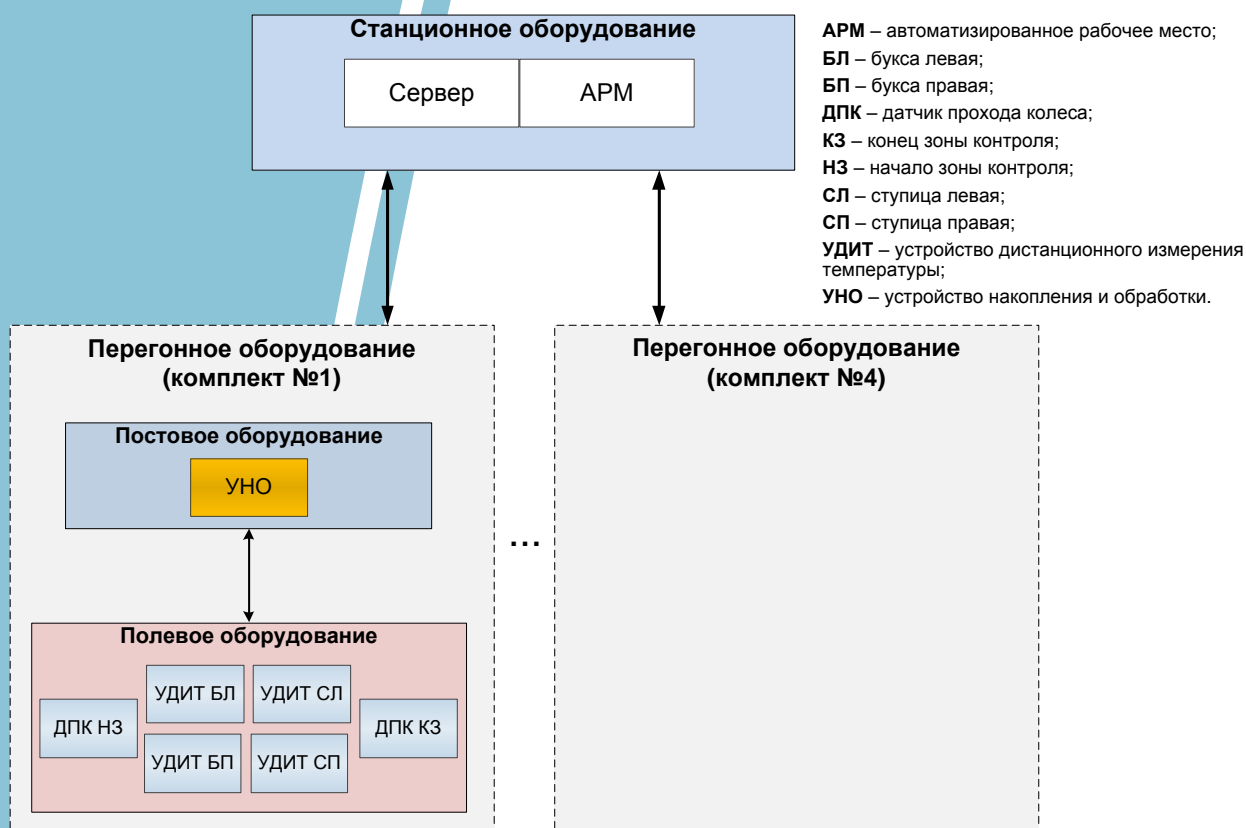 Станционное оборудование
Сервер
АРМ
АРМ – автоматизированное рабочее место;
БЛ – букса левая;
БП – букса правая;
ДПК – датчик прохода колеса;
КЗ – конец зоны контроля;
НЗ – начало зоны контроля;
СЛ – ступица левая;
СП – ступица правая;
УДИТ – устройство дистанционного измерения
температуры;
УНО – устройство накопления и обработки.
Перегонное оборудование
(комплект №1)
Постовое оборудование
УНО
Полевое оборудование
ДПК НЗ
УДИТ БЛ
УДИТ СЛ
УДИТ БП
УДИТ СП
ДПК КЗ
...
Перегонное оборудование
(комплект №4)